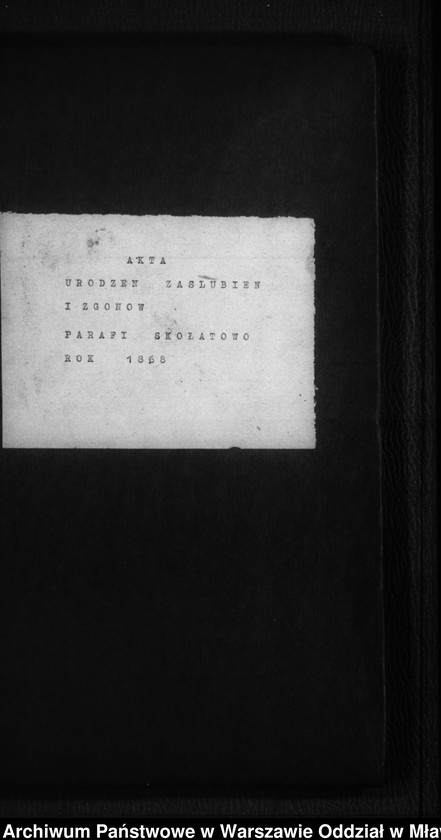 AKTA
URODZEN ZASLUBIEN
I ZGONOW
PARAFI SKOŁATOWO
ROK 1868
Archiwum Państwowe w Warszawie Oddział w Mła